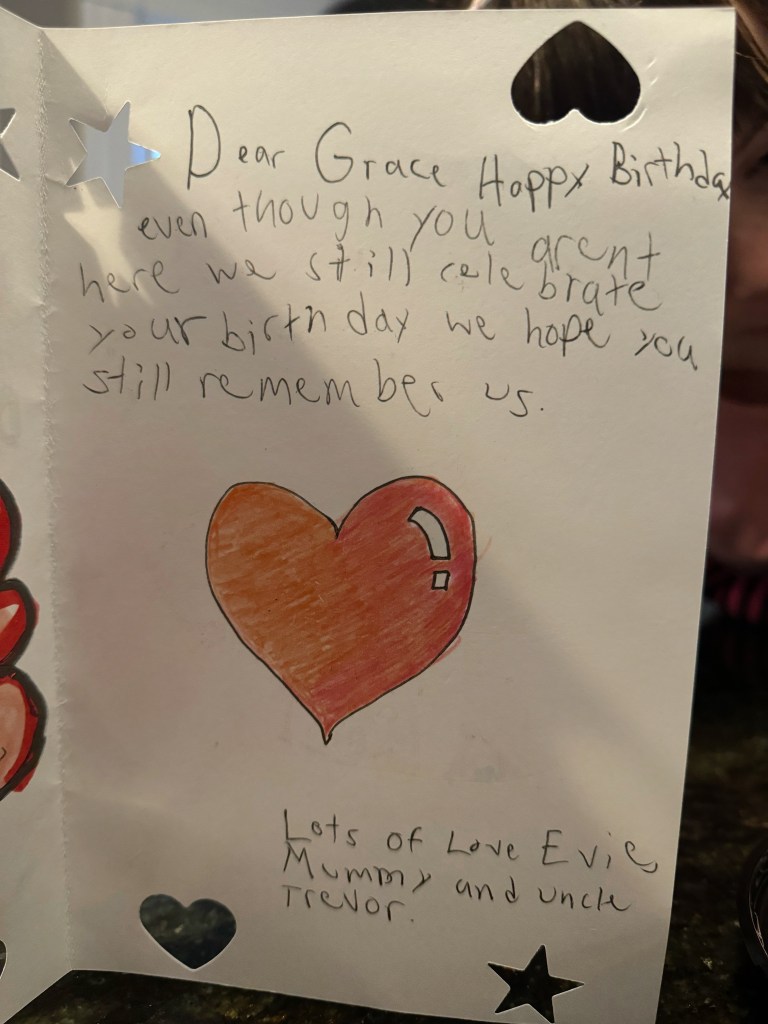 Dear Grace Happy Birthday
even though you arent
here we still celebrate
your birthday we hope you
still remember us.
Lots of Love Evie,
Mummy and uncle
Trevor.